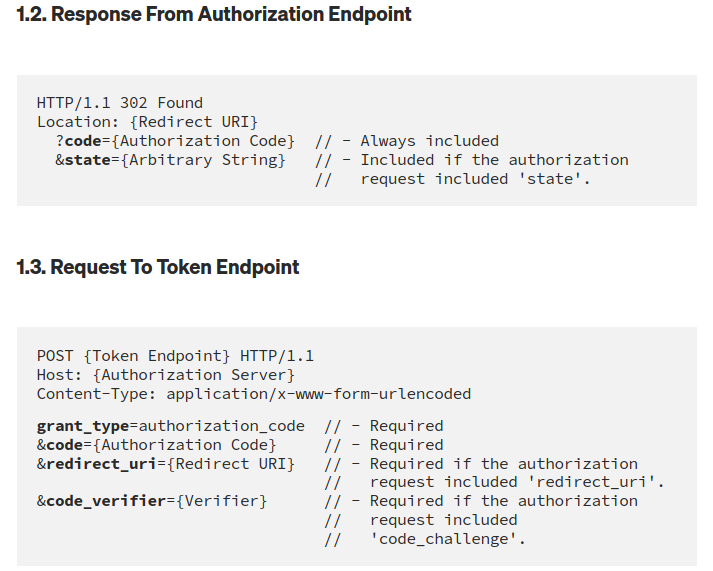 1.2. Response From Authorization Endpoint
HTTP/1.1 302 Found
Location: {Redirect URI}
?code={Authorization Code}  // - Always included
&state={Arbitrary String}   // - Included if the authorization
//   request included 'state'.
1.3. Request To Token Endpoint
POST {Token Endpoint} HTTP/1.1
Host: {Authorization Server}
Content-Type: application/x-www-form-urlencoded
grant_type=authorization_code  // - Required
&code={Authorization Code}     // - Required
&redirect_uri={Redirect URI}   // - Required if the authorization
//   request included 'redirect_uri'.
&code_verifier={Verifier}      // - Required if the authorization
//   request included
//   'code_challenge'.